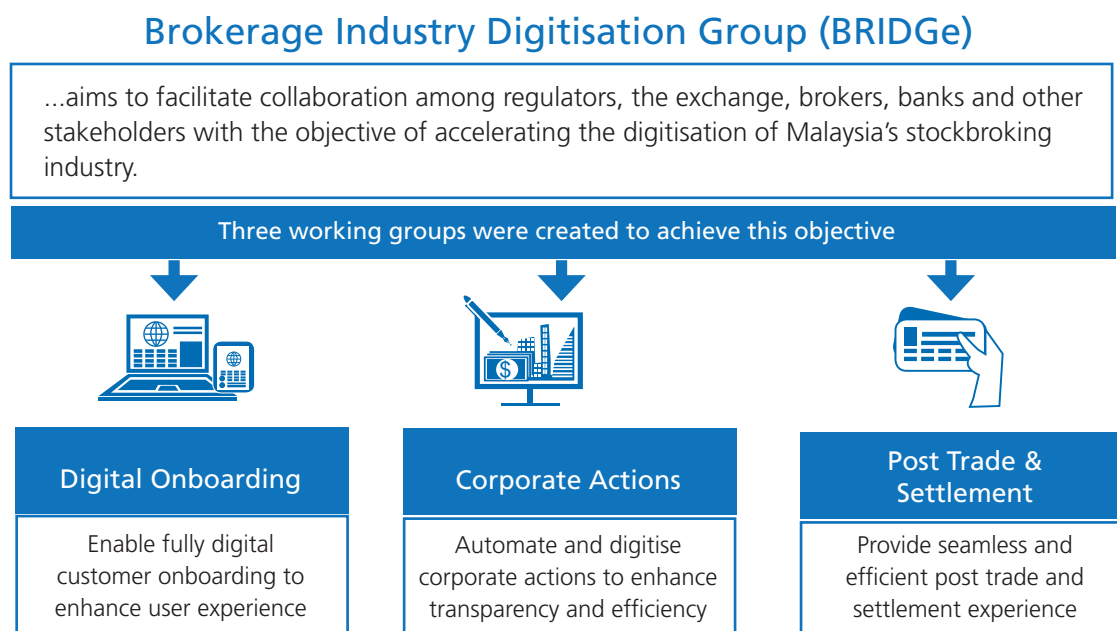 Brokerage Industry Digitisation Group (BRIDGe)
...aims to facilitate collaboration among regulators, the exchange, brokers, banks and other
stakeholders with the objective of accelerating the digitisation of Malaysia’s stockbroking
industry.
Three working groups were created to achieve this objective
$
Digital Onboarding
Enable fully digital
customer onboarding to
enhance user experience
Corporate Actions
Automate and digitise
corporate actions to enhance
transparency and efficiency
Post Trade &
Settlement
Provide seamless and
efficient post trade and
settlement experience